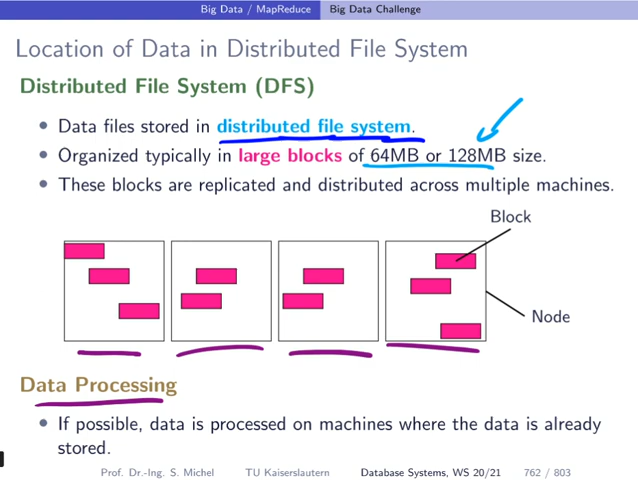 Big Data / MapReduce Big Data Challenge
Location of Data in Distributed File System
Distributed File System (DFS)
• Data files stored in distributed file system.
• Organized typically in large blocks of 64MB or 128MB size.
• These blocks are replicated and distributed across multiple machines.
Block
Node
Data Processing
• If possible, data is processed on machines where the data is already
stored.
Prof. Dr.-Ing. S. Michel TU Kaiserslautern Database Systems, WS 20/21 762 / 803